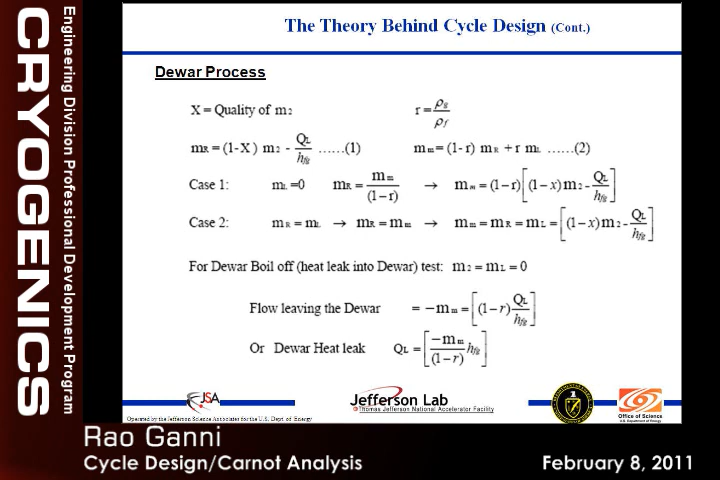 CRYOGENICS
Engineering Division Professional Development Program
The Theory Behind Cycle Design (Cont.)
Dewar Process
X = Quality of m₂ r = ρg/ρf
mR = (1-X) m₂ - QL/hfg ......(1) mm = (1-r) mR + r mL ......(2)
Case 1: mL =0 mR = mm/(1-r) → mm = (1-r)[(1-x)m₂ - QL/hfg]
Case 2: mR = mL → mR = mm → mm = mR = mL = [(1-x)m₂ - QL/hfg]
For Dewar Boil off (heat leak into Dewar) test: m₂ = mL = 0
Flow leaving the Dewar = -mm = [(1-r) QL/hfg]
Or Dewar Heat leak QL = [-mm/(1-r) hfg]
JSA
Jefferson Lab
Thomas Jefferson National Accelerator Facility
Office of Science
U.S. Department of Energy
Operated by the Jefferson Science Associates for the U.S. Dept. of Energy
Rao Ganni
Cycle Design/Carnot Analysis February 8, 2011